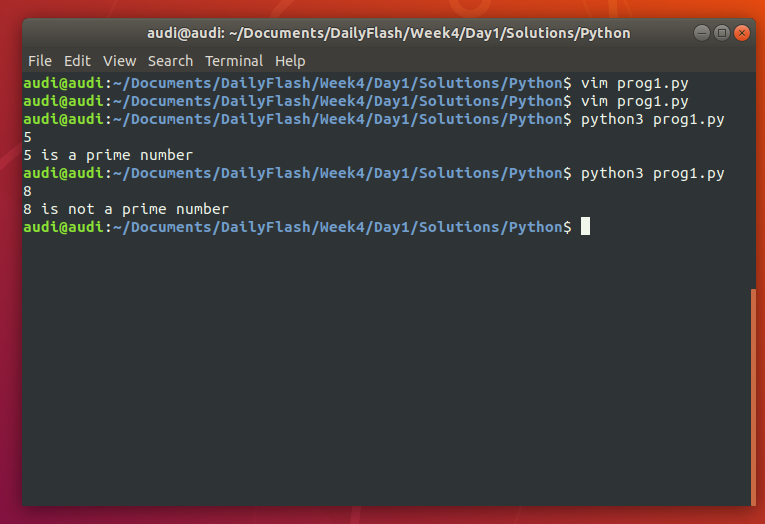 audi@audi: ~/Documents/DailyFlash/Week4/Day1/Solutions/Python
File Edit View Search Terminal Help
audi@audi:~/Documents/DailyFlash/Week4/Day1/Solutions/Python$ vim prog1.py
audi@audi:~/Documents/DailyFlash/Week4/Day1/Solutions/Python$ vim prog1.py
audi@audi:~/Documents/DailyFlash/Week4/Day1/Solutions/Python$ python3 prog1.py
5
5 is a prime number
audi@audi:~/Documents/DailyFlash/Week4/Day1/Solutions/Python$ python3 prog1.py
8
8 is not a prime number
audi@audi:~/Documents/DailyFlash/Week4/Day1/Solutions/Python$